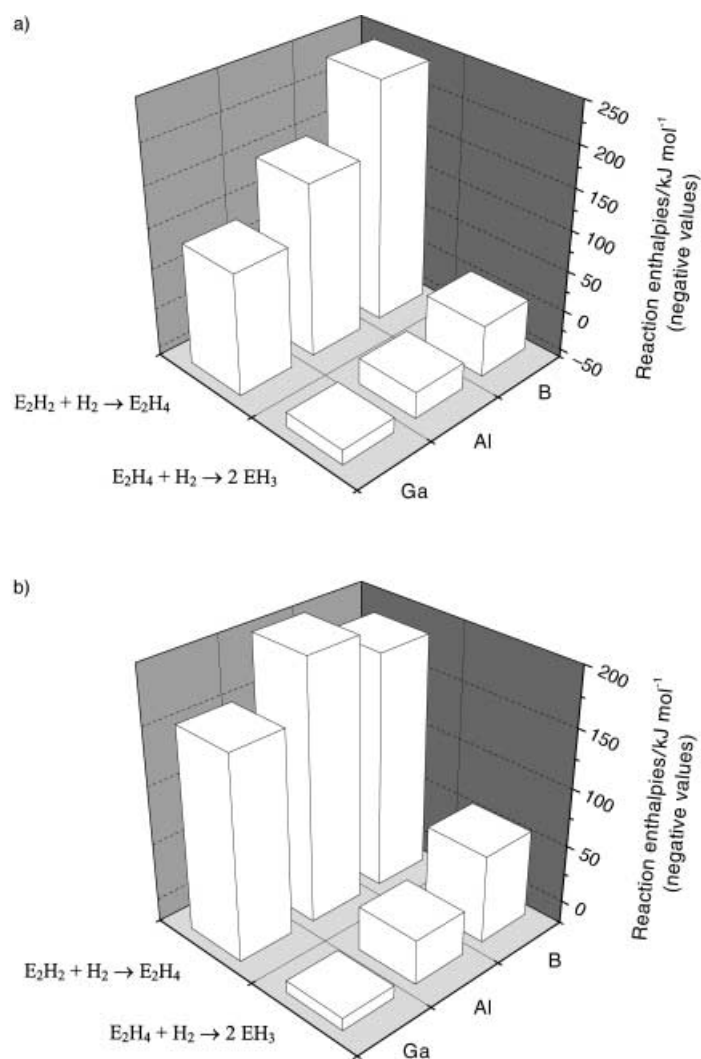 a)
250
200
150
100
50
0
−50
Reaction enthalpies/kJ mol⁻¹
(negative values)
E₂H₂ + H₂ → E₂H₄
E₂H₄ + H₂ → 2 EH₃
B
Al
Ga
b)
200
150
100
50
0
Reaction enthalpies/kJ mol⁻¹
(negative values)
E₂H₂ + H₂ → E₂H₄
E₂H₄ + H₂ → 2 EH₃
B
Al
Ga